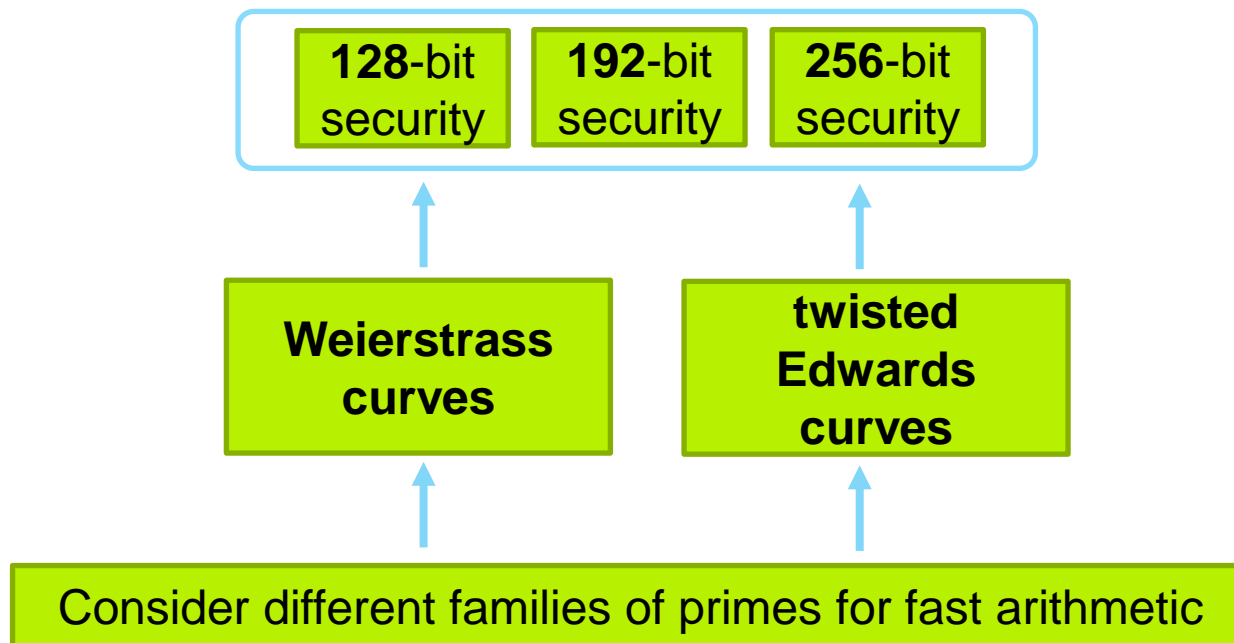 128-bit security
192-bit security
256-bit security
Weierstrass
curves
twisted
Edwards
curves
Consider different families of primes for fast arithmetic